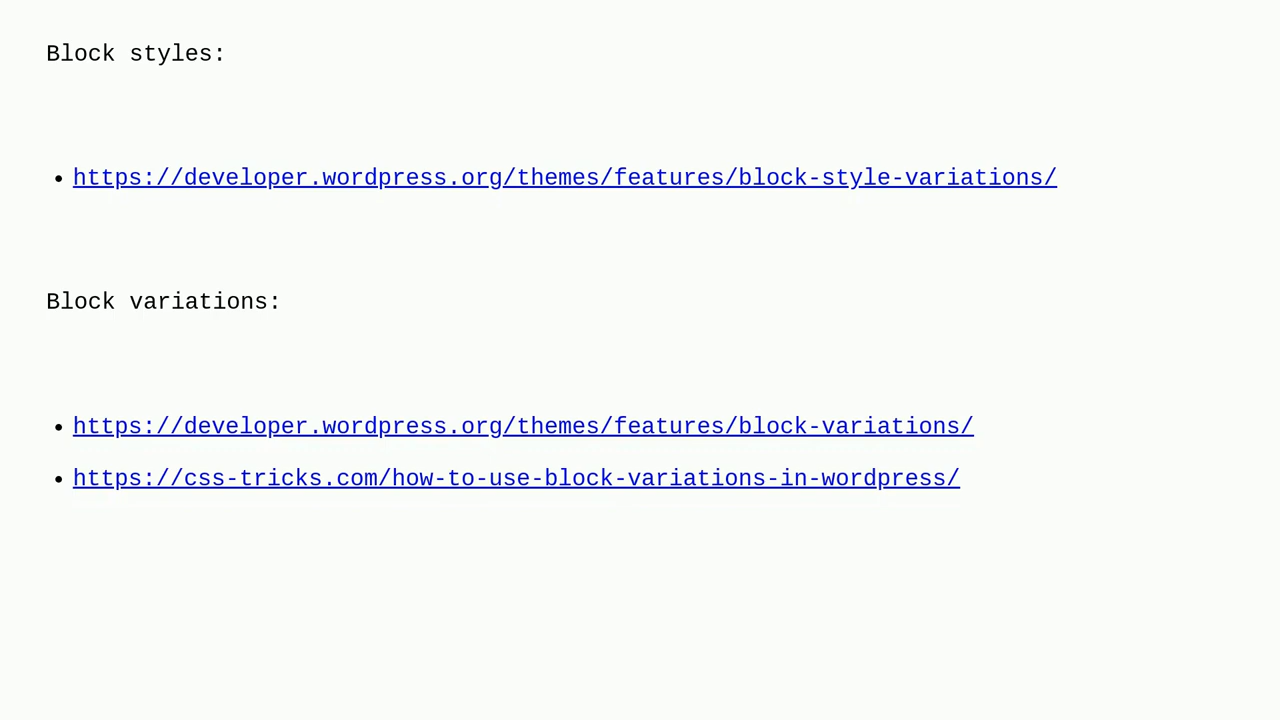 Block styles:
• https://developer.wordpress.org/themes/features/block-style-variations/
Block variations:
• https://developer.wordpress.org/themes/features/block-variations/
• https://css-tricks.com/how-to-use-block-variations-in-wordpress/